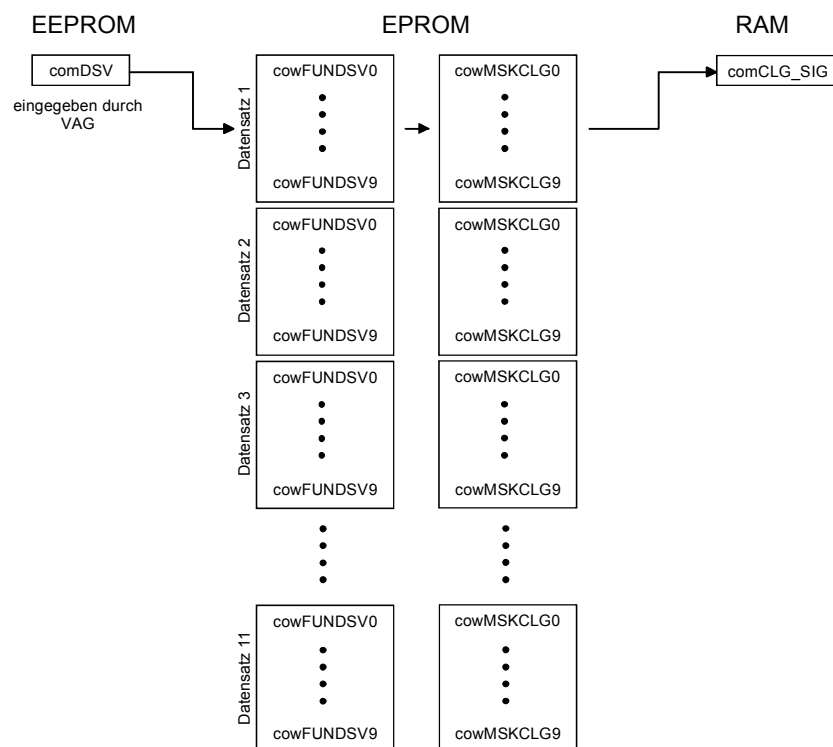 EEPROM
EPROM
RAM
comDSV
eingegeben durch
VAG
Datensatz 1
cowFUNDSV0
cowFUNDSV9
cowMSKCLG0
cowMSKCLG9
comCLG_SIG
Datensatz 2
cowFUNDSV0
cowFUNDSV9
cowMSKCLG0
cowMSKCLG9
Datensatz 3
cowFUNDSV0
cowFUNDSV9
cowMSKCLG0
cowMSKCLG9
Datensatz 11
cowFUNDSV0
cowFUNDSV9
cowMSKCLG0
cowMSKCLG9